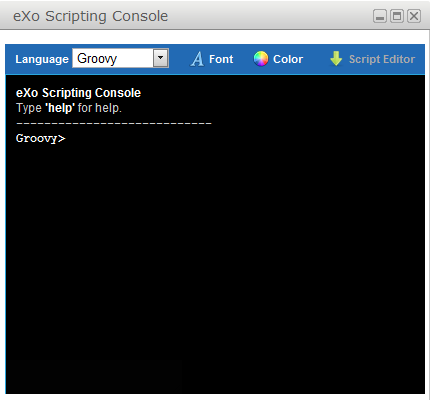 eXo Scripting Console
Language Groovy Font Color Script Editor
eXo Scripting Console
Type 'help' for help.
----------------------------
Groovy>